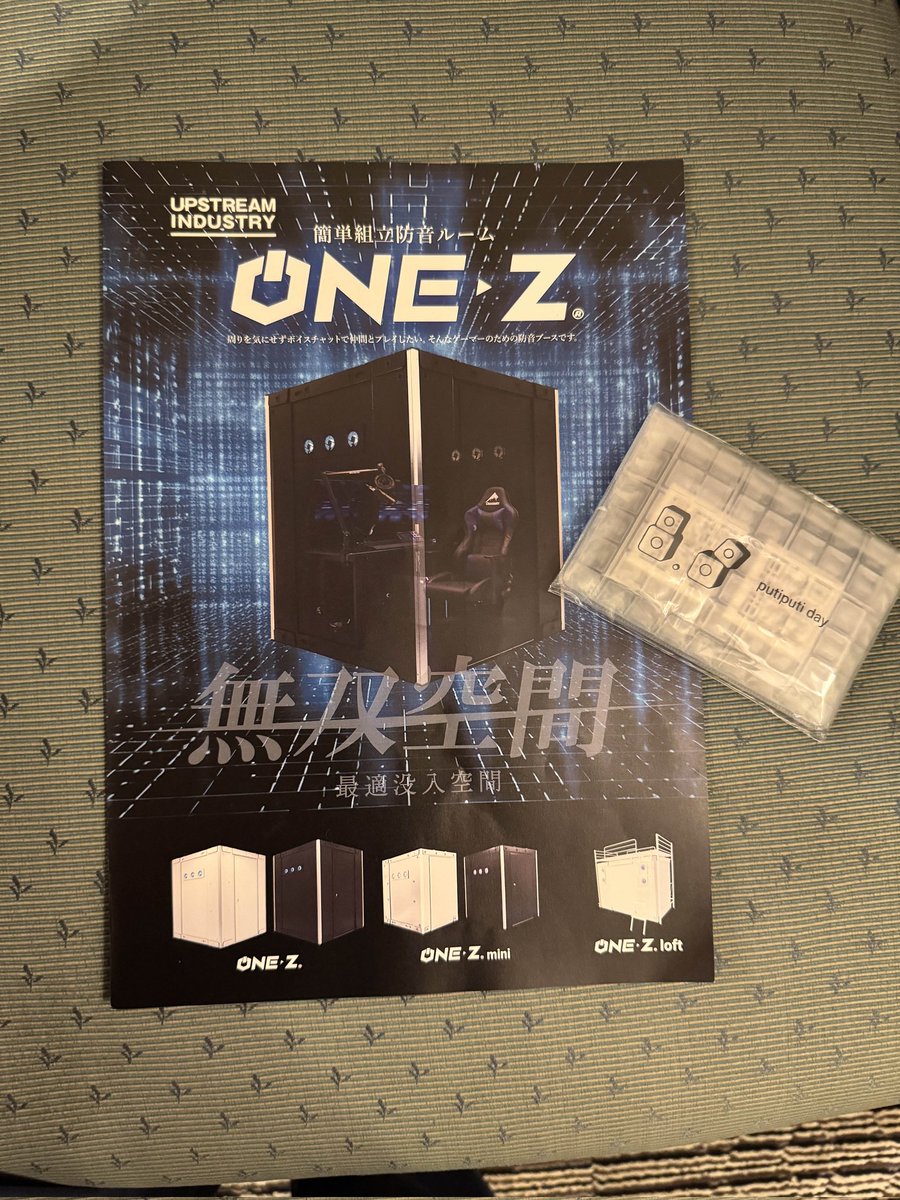 UPSTREAM
INDUSTRY
簡単組立防音ルーム
ONE Z®
周りを気にせずボイスチャットで仲間とプレイしたい。そんなゲーマーのための防音ブースです。
無双空間
最適没入空間
ONE Z.
ONE Z. mini
ONE Z. loft
8.8
putiputi day